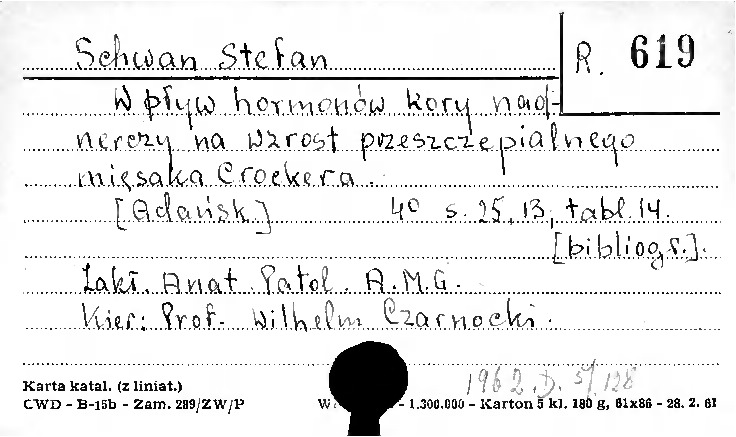 Schwan Stefan
R. 619
Wpływ hormonów kory nad-
nerczy na wzrost przeszczepialnego
mięsaka Crockera.
[Gdańsk] 4⁰ s. 25, 13, tabl. 14.
[bibliogr.].
Zakł. Anat. Patol. A.M.G.
Kier: Prof. Wilhelm Czarnocki.
1962.D. 5/128
Karta katal. (z liniat.)
CWD - B-15b - Zam. 289/ZW/P - 1.300.000 - Karton 5 kl. 180 g, 61x86 - 28. 2. 61